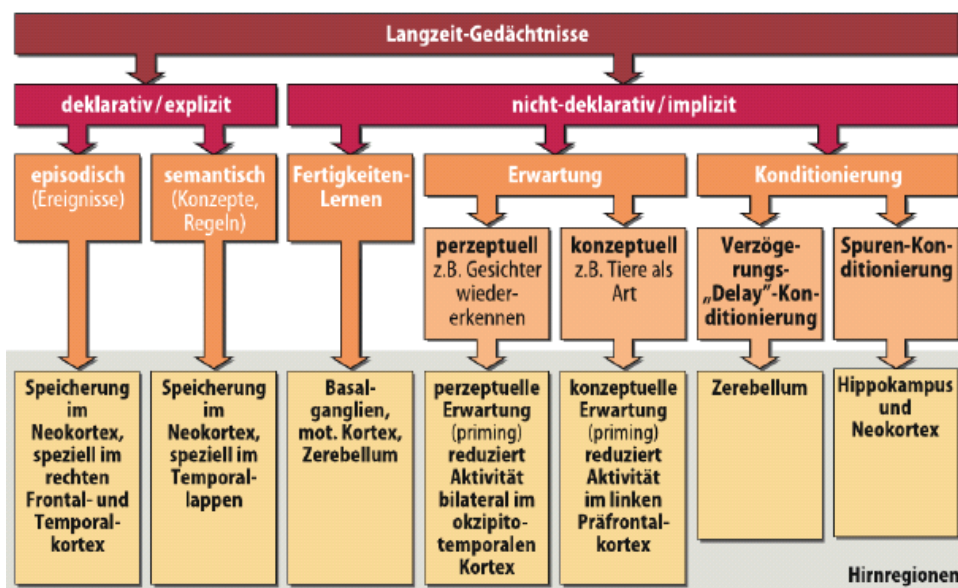 Langzeit-Gedächtnisse
deklarativ/explizit
nicht-deklarativ/implizit
episodisch
(Ereignisse)
semantisch
(Konzepte,
Regeln)
Fertigkeiten-
Lernen
Erwartung
Konditionierung
perzeptuell
z.B. Gesichter
wieder-
erkennen
konzeptuell
z.B. Tiere als
Art
Verzöge-
rungs-
„Delay”-Kon-
ditionierung
Spuren-Kon-
ditionierung
Speicherung
im
Neokortex,
speziell im
rechten
Frontal- und
Temporal-
kortex
Speicherung
im
Neokortex,
speziell im
Temporal-
lappen
Basal-
ganglien,
mot. Kortex,
Zerebellum
perzeptuelle
Erwartung
(priming)
reduziert
Aktivität
bilateral im
okzipito-
temporalen
Kortex
konzeptuelle
Erwartung
(priming)
reduziert
Aktivität
im linken
Präfrontal-
kortex
Zerebellum
Hippokampus
und
Neokortex
Hirnregionen